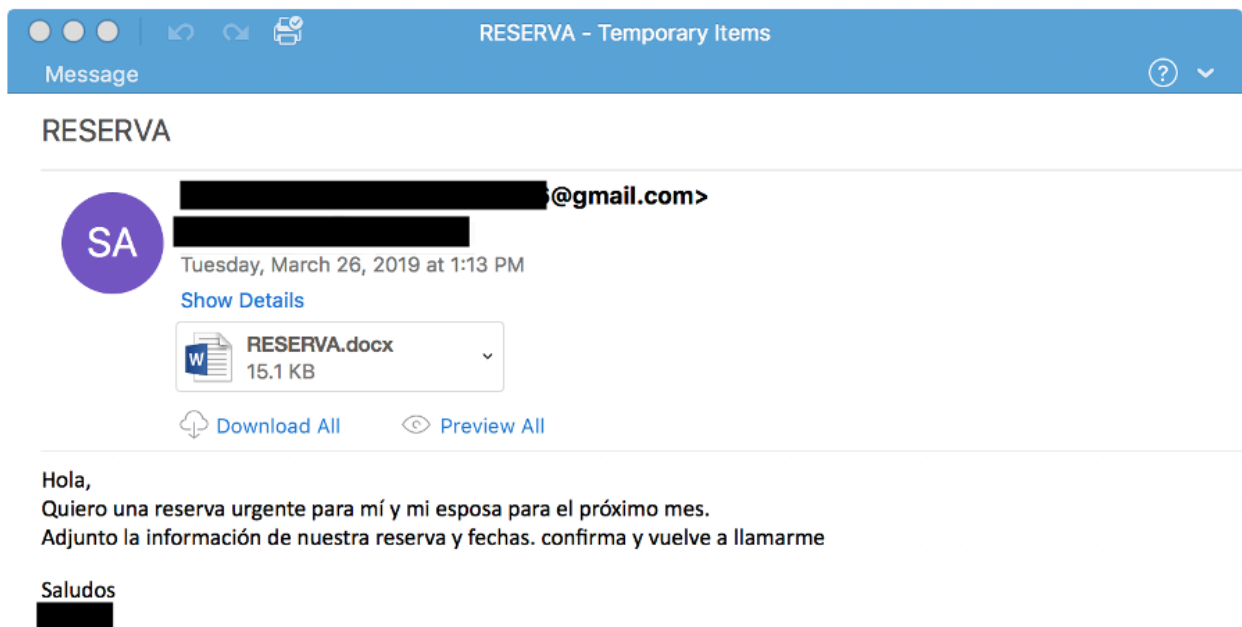 RESERVA - Temporary Items
Message
RESERVA
@gmail.com>
SA
Tuesday, March 26, 2019 at 1:13 PM
Show Details
RESERVA.docx
W
15.1 KB
Download All Preview All
Hola,
Quiero una reserva urgente para mí y mi esposa para el próximo mes.
Adjunto la información de nuestra reserva y fechas. confirma y vuelve a llamarme
Saludos